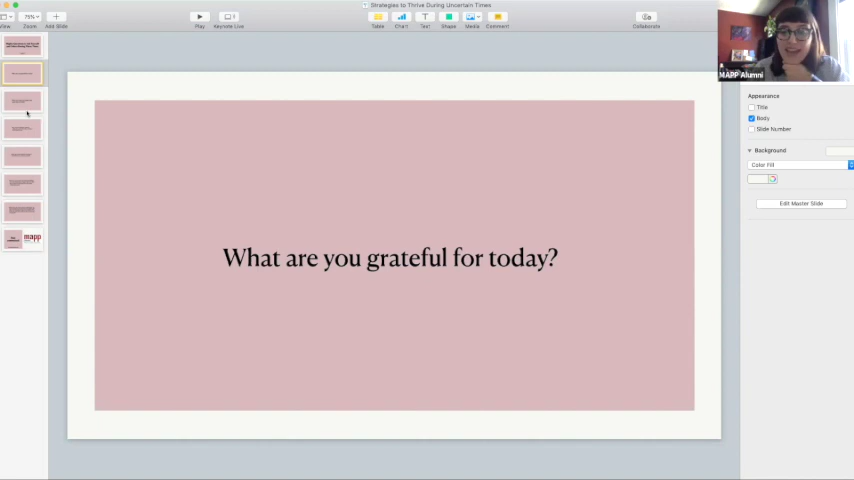 Strategies to Thrive During Uncertain Times
75%
View
Zoom
Add Slide
Play
Keynote Live
Table
Chart
Text
Shape
Media
Comment
Collaborate
MAPP Alumni
Appearance
Title
Body
Slide Number
Background
Color Fill
Edit Master Slide
What are you grateful for today?
mapp